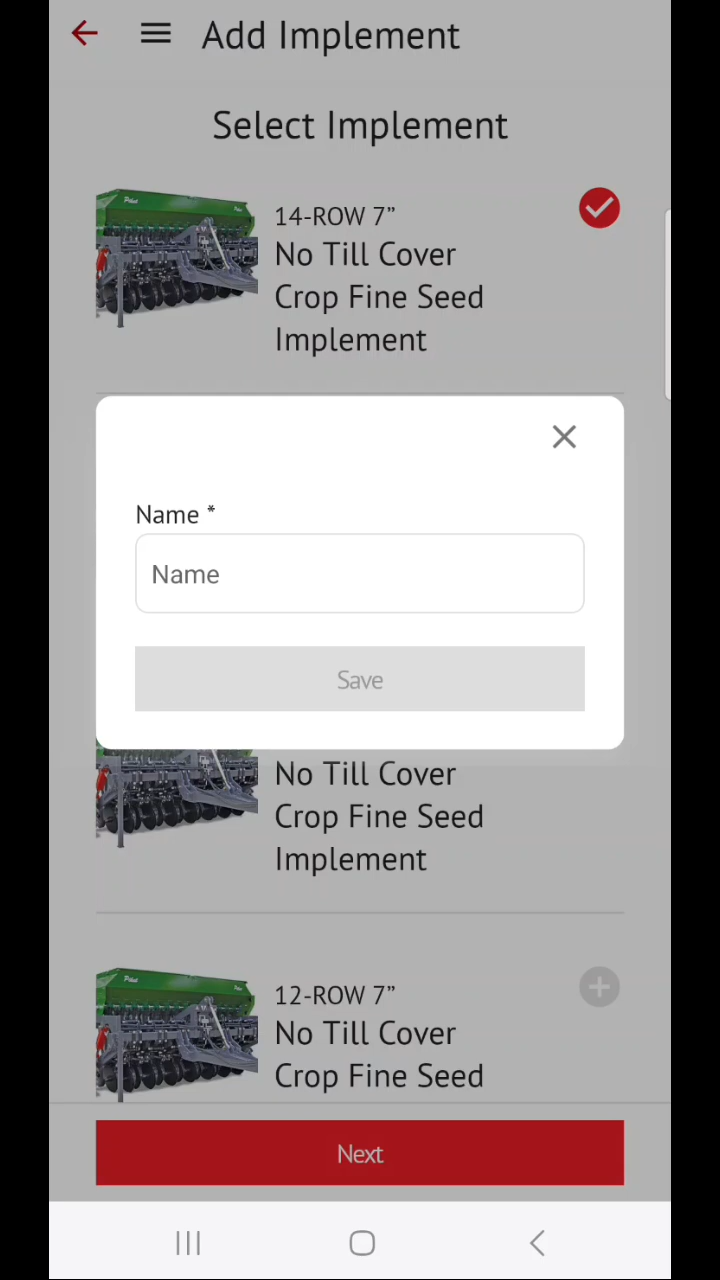 Add Implement
Select Implement
14-ROW 7”
No Till Cover
Crop Fine Seed
Implement
Name *
Name
Save
No Till Cover
Crop Fine Seed
Implement
12-ROW 7”
No Till Cover
Crop Fine Seed
Next